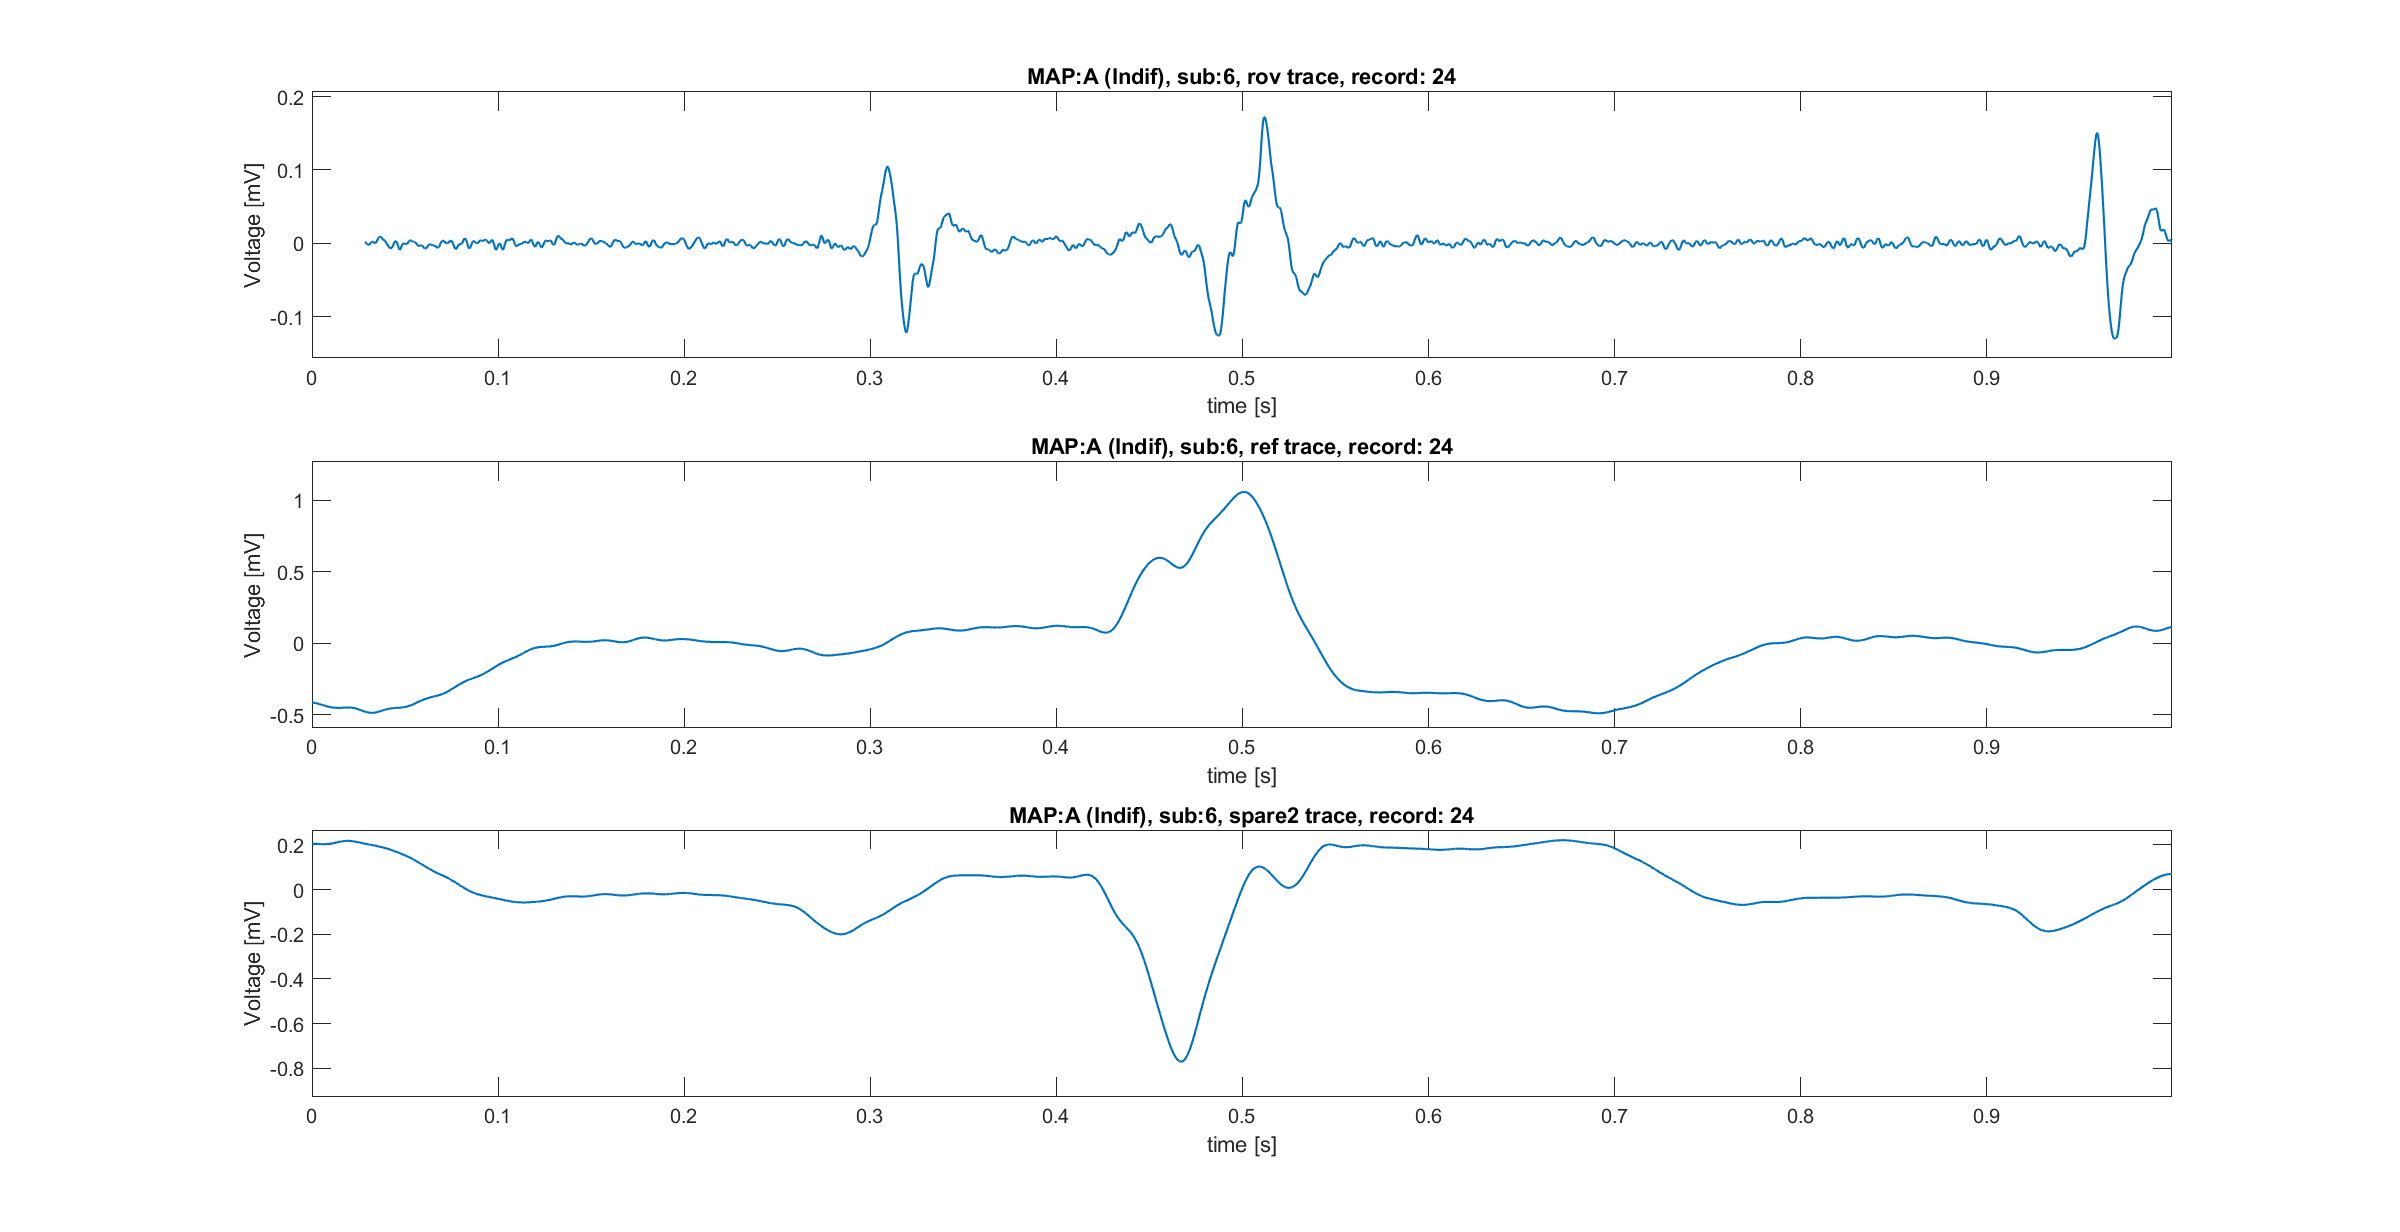 MAP:A (Indif), sub:6, rov trace, record: 24
Voltage [mV]
0.2
0.1
0
-0.1
0 0.1 0.2 0.3 0.4 0.5 0.6 0.7 0.8 0.9
time [s]
MAP:A (Indif), sub:6, ref trace, record: 24
Voltage [mV]
1
0.5
0
-0.5
0 0.1 0.2 0.3 0.4 0.5 0.6 0.7 0.8 0.9
time [s]
MAP:A (Indif), sub:6, spare2 trace, record: 24
Voltage [mV]
0.2
0
-0.2
-0.4
-0.6
-0.8
0 0.1 0.2 0.3 0.4 0.5 0.6 0.7 0.8 0.9
time [s]